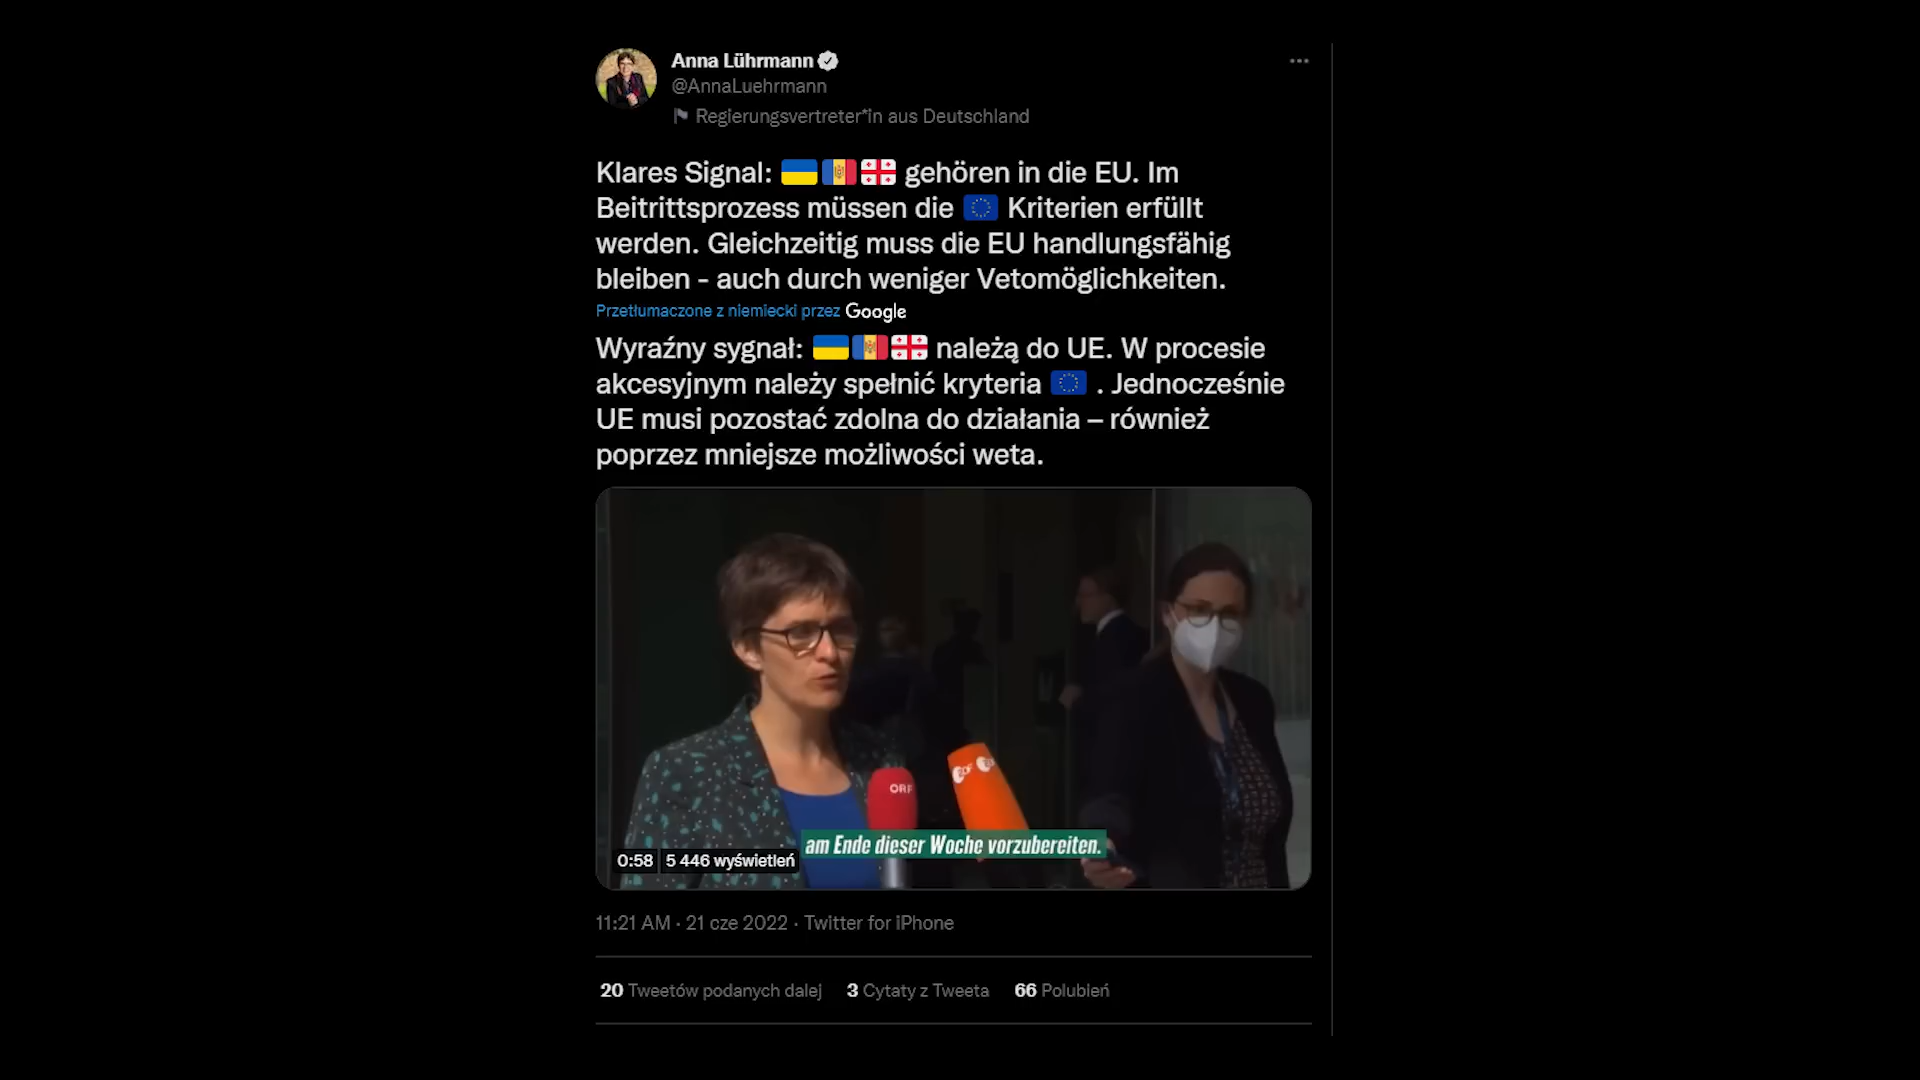 Anna Lührmann
@AnnaLuehrmann
Regierungsvertreter*in aus Deutschland
Klares Signal: 🇺🇦🇲🇩🇬🇪 gehören in die EU. Im
Beitrittsprozess müssen die 🇪🇺 Kriterien erfüllt
werden. Gleichzeitig muss die EU handlungsfähig
bleiben - auch durch weniger Vetomöglichkeiten.
Przetłumaczone z niemiecki przez Google
Wyraźny sygnał: 🇺🇦🇲🇩🇬🇪 należą do UE. W procesie
akcesyjnym należy spełnić kryteria 🇪🇺 . Jednocześnie
UE musi pozostać zdolna do działania – również
poprzez mniejsze możliwości weta.
ORF
ZDF
am Ende dieser Woche vorzubereiten.
0:58 5 446 wyświetleń
11:21 AM · 21 cze 2022 · Twitter for iPhone
20 Tweetów podanych dalej 3 Cytaty z Tweeta 66 Polubień